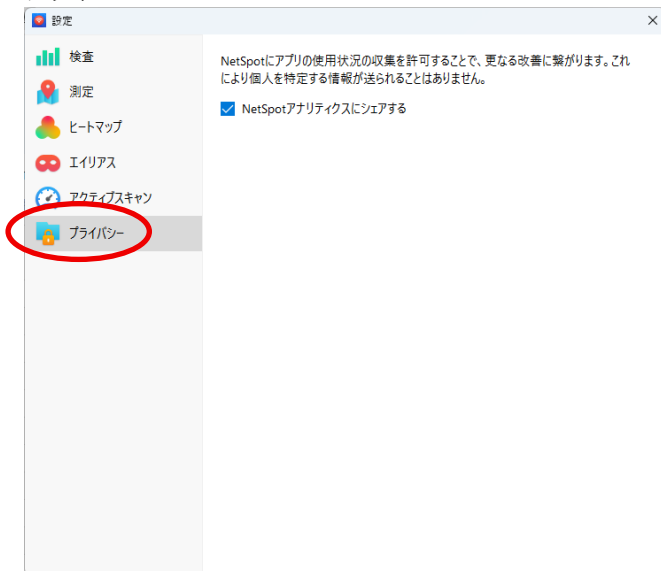 設定
検査
測定
ヒートマップ
エイリアス
アクティブスキャン
プライバシー
NetSpotにアプリの使用状況の収集を許可することで、更なる改善に繋がります。これ
により個人を特定する情報が送られることはありません。
NetSpotアナリティクスにシェアする